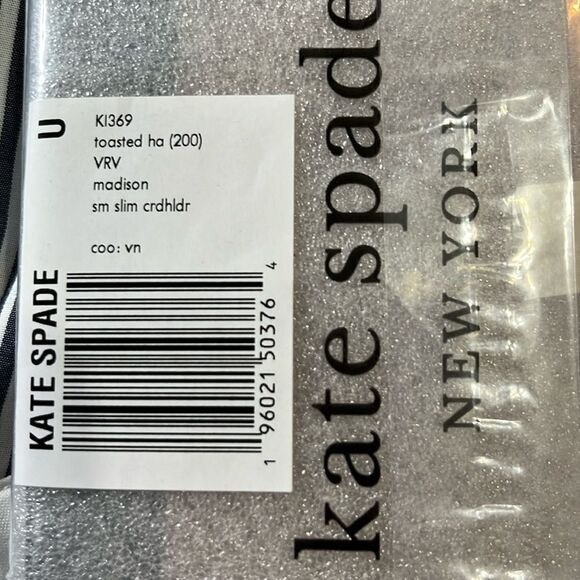 KI369
toasted ha (200)
VRV
madison
sm slim crdhldr
coo: vn
KATE SPADE U
1 96021 50376 4
kate spade
NEW YORK